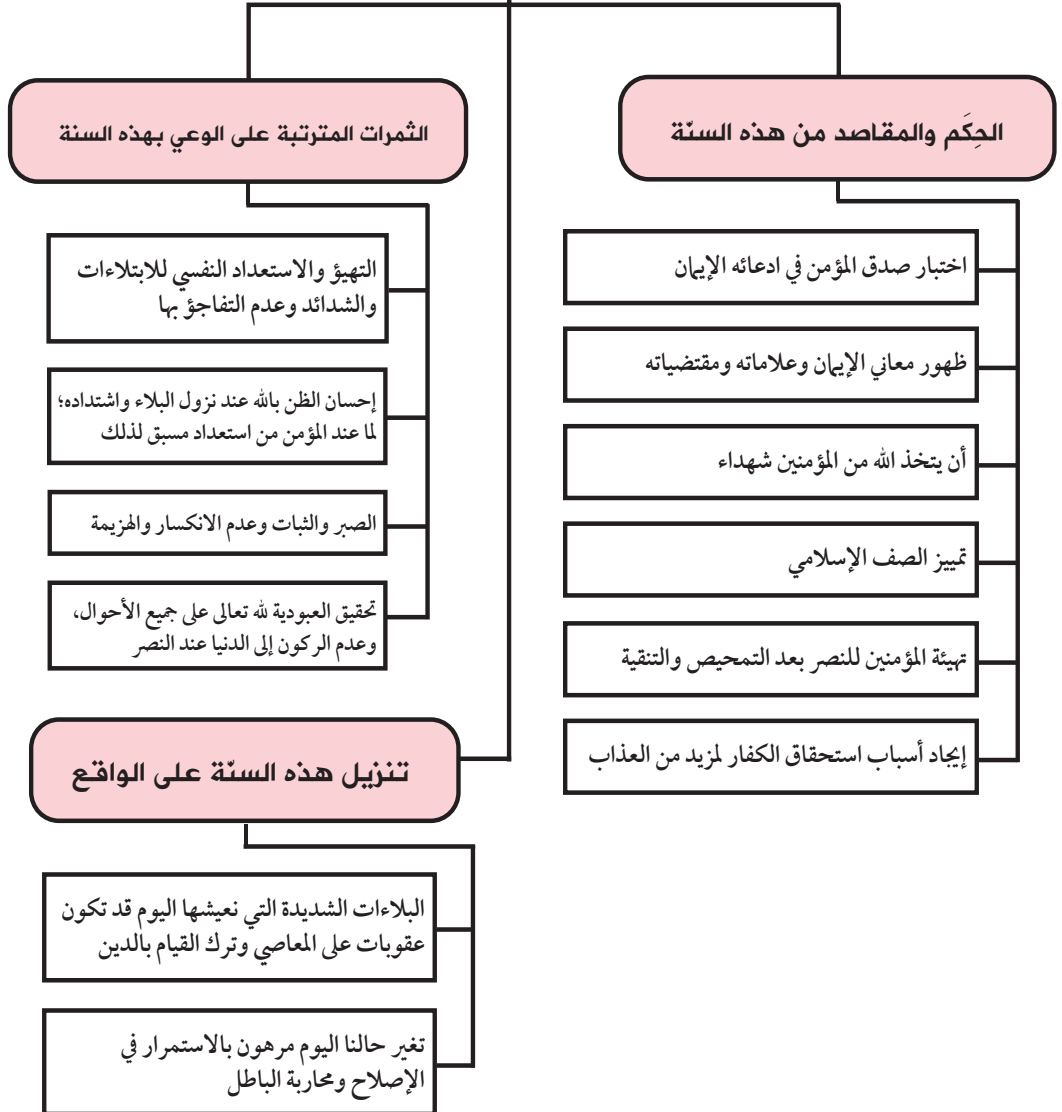 الحِكَم والمقاصد من هذه السنّة
اختبار صدق المؤمن في ادعائه الإيمان
ظهور معاني الإيمان وعلاماته ومقتضياته
أن يتخذ الله من المؤمنين شهداء
تمييز الصف الإسلامي
تهيئة المؤمنين للنصر بعد التمحيص والتنقية
إيجاد أسباب استحقاق الكفار لمزيد من العذاب
الثمرات المترتبة على الوعي بهذه السنة
التهيؤ والاستعداد النفسي للابتلاءات
والشدائد وعدم التفاجؤ بها
إحسان الظن بالله عند نزول البلاء واشتداده؛
لما عند المؤمن من استعداد مسبق لذلك
الصبر والثبات وعدم الانكسار والهزيمة
تحقيق العبودية لله تعالى على جميع الأحوال،
وعدم الركون إلى الدنيا عند النصر
تنزيل هذه السنّة على الواقع
البلاءات الشديدة التي نعيشها اليوم قد تكون
عقوبات على المعاصي وترك القيام بالدين
تغير حالنا اليوم مرهون بالاستمرار في
الإصلاح ومحاربة الباطل